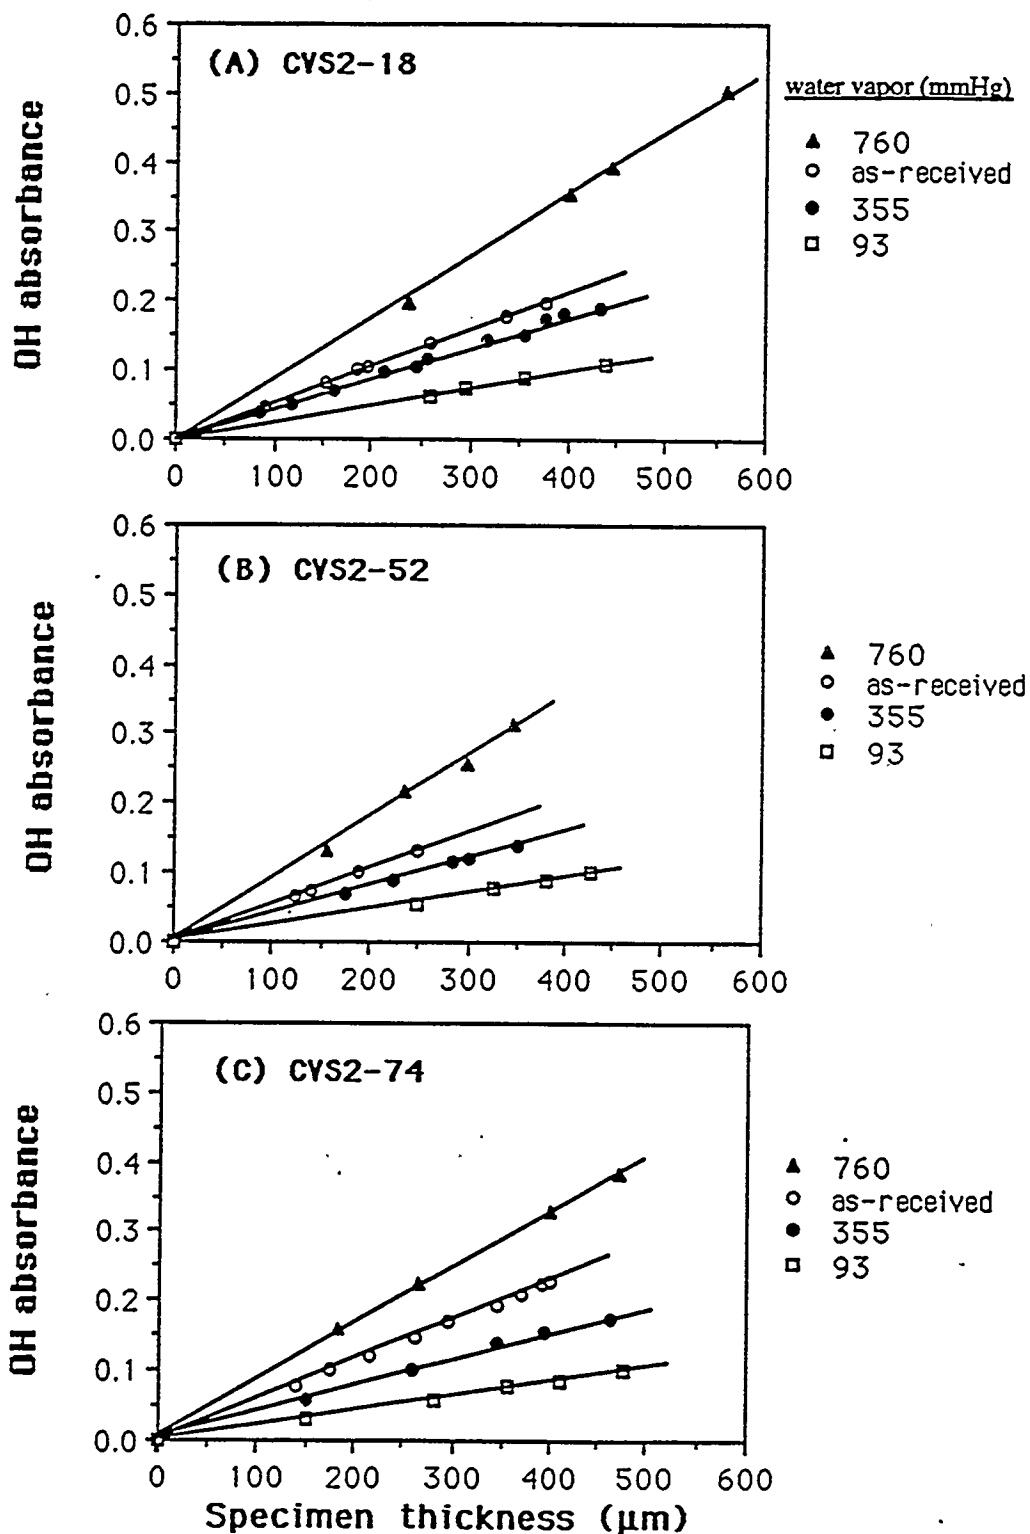 (A) CVS2-18
OH absorbance
0.6
0.5
0.4
0.3
0.2
0.1
0.0
0 100 200 300 400 500 600
water vapor (mmHg)
760
as-received
355
93
(B) CVS2-52
OH absorbance
0.6
0.5
0.4
0.3
0.2
0.1
0.0
0 100 200 300 400 500 600
760
as-received
355
93
(C) CVS2-74
OH absorbance
0.6
0.5
0.4
0.3
0.2
0.1
0.0
0 100 200 300 400 500 600
760
as-received
355
93
Specimen thickness (µm)